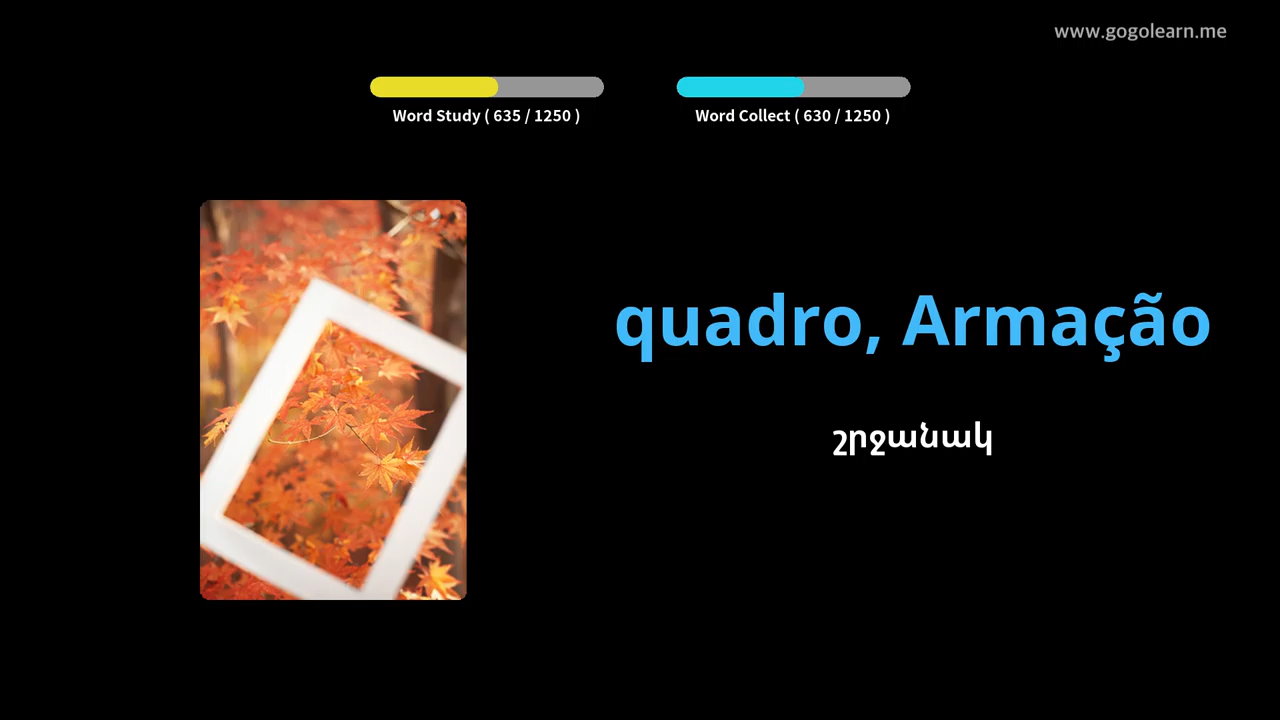 www.gogolearn.me
Word Study ( 635 / 1250 )
Word Collect ( 630 / 1250 )
quadro, Armação
շրջանակ